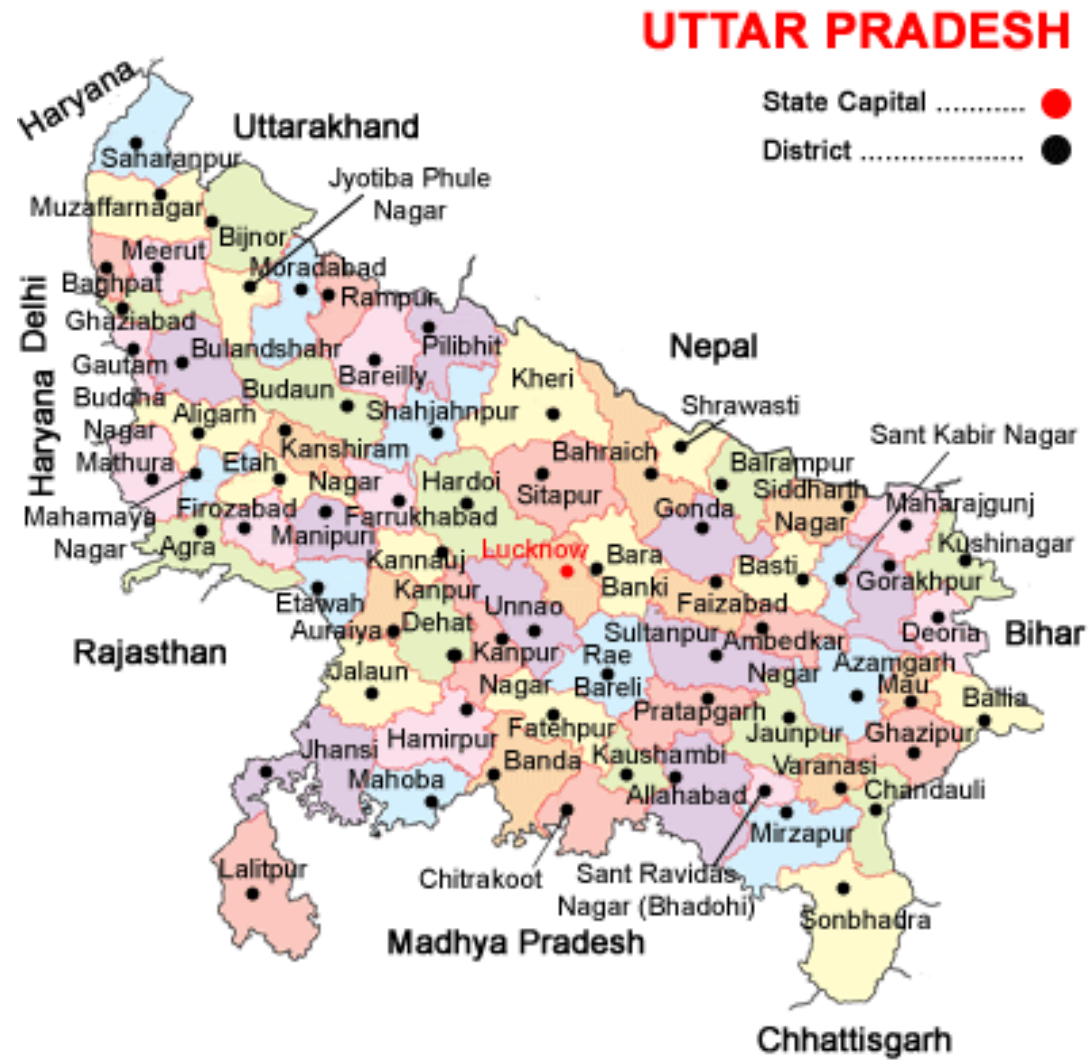 UTTAR PRADESH
State Capital ...........
District .....................
Haryana
Uttarakhand
Saharanpur
Jyotiba Phule
Nagar
Muzaffarnagar
Bijnor
Meerut
Moradabad
Baghpat
Rampur
Haryana Delhi
Ghaziabad
Nepal
Bulandshahr
Pilibhit
Gautam
Buddha
Nagar
Bareilly
Kheri
Budaun
Shrawasti
Aligarh
Shahjahnpur
Sant Kabir Nagar
Kanshiram
Nagar
Bahraich
Mathura
Etah
Balrampur
Hardoi
Sitapur
Siddharth
Nagar
Maharajgunj
Mahamaya
Nagar
Firozabad
Farrukhabad
Gonda
Manipuri
Agra
Kannauj
Lucknow
Bara
Banki
Basti
Kushinagar
Gorakhpur
Etawah
Kanpur
Dehat
Unnao
Faizabad
Auraiya
Sultanpur
Ambedkar
Nagar
Deoria
Bihar
Rajasthan
Kanpur
Nagar
Rae
Bareli
Jalaun
Azamgarh
Mau
Ballia
Pratapgarh
Fatehpur
Jaunpur
Ghazipur
Jhansi
Hamirpur
Banda
Kaushambi
Varanasi
Mahoba
Allahabad
Chandauli
Mirzapur
Lalitpur
Chitrakoot
Sant Ravidas
Nagar (Bhadohi)
Sonbhadra
Madhya Pradesh
Chhattisgarh